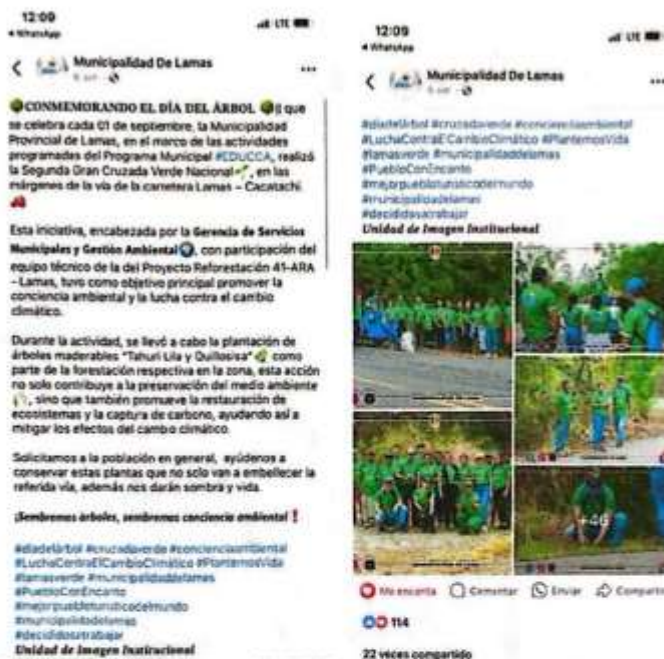 12:09
LTE
WhatsApp
Municipalidad De Lamas
CONMEMORANDO EL DÍA DEL ÁRBOL que
se celebra cada 01 de septiembre, la Municipalidad
Provincial de Lamas, en el marco de las actividades
programadas del Programa Municipal #EDUCCA, realizó
la Segunda Gran Cruzada Verde Nacional, en las
márgenes de la vía de la carretera Lamas – Cacatachi.
Esta iniciativa, encabezada por la Gerencia de Servicios
Municipales y Gestión Ambiental, con participación del
equipo técnico de la del Proyecto Reforestación 41-ARA
– Lamas, tuvo como objetivo principal promover la
conciencia ambiental y la lucha contra el cambio
climático.
Durante la actividad, se llevó a cabo la plantación de
árboles maderables "Tahuri Lila y Quillosisa" como
parte de la forestación respectiva en la zona, esta acción
no solo contribuye a la preservación del medio ambiente
, sino que también promueve la restauración de
ecosistemas y la captura de carbono, ayudando así a
mitigar los efectos del cambio climático.
Solicitamos a la población en general, ayúdenos a
conservar estas plantas que no solo van a embellecer la
referida vía, además nos darán sombra y vida.
¡Sembremos árboles, sembremos conciencia ambiental!
#díadelárbol #cruzadaverde #concienciaambiental
#LuchaContraElCambioClimático #PlantemosVida
#lamasverde #municipalidaddelamas
#PuebloConEncanto
#mejorpuebloturisticodelmundo
#municipalidadelamas
#decididosatrabajar
Unidad de Imagen Institucional
12:09
LTE
WhatsApp
Municipalidad De Lamas
#díadelárbol #cruzadaverde #concienciaambiental
#LuchaContraElCambioClimático #PlantemosVida
#lamasverde #municipalidaddelamas
#PuebloConEncanto
#mejorpuebloturisticodelmundo
#municipalidadelamas
#decididosatrabajar
Unidad de Imagen Institucional
+46
Me encanta Comentar Enviar Compartir
114
22 veces compartido